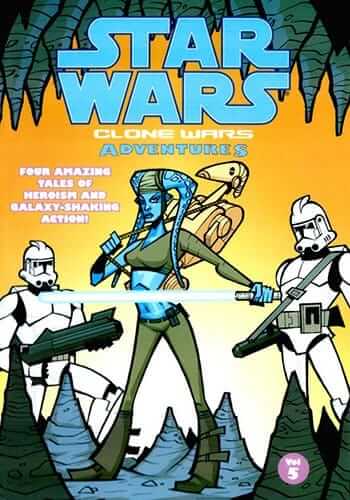 STAR
WARS
CLONE WARS
ADVENTURES
FOUR AMAZING
TALES OF
HEROISM AND
GALAXY-SHAKING
ACTION!
Vol
5